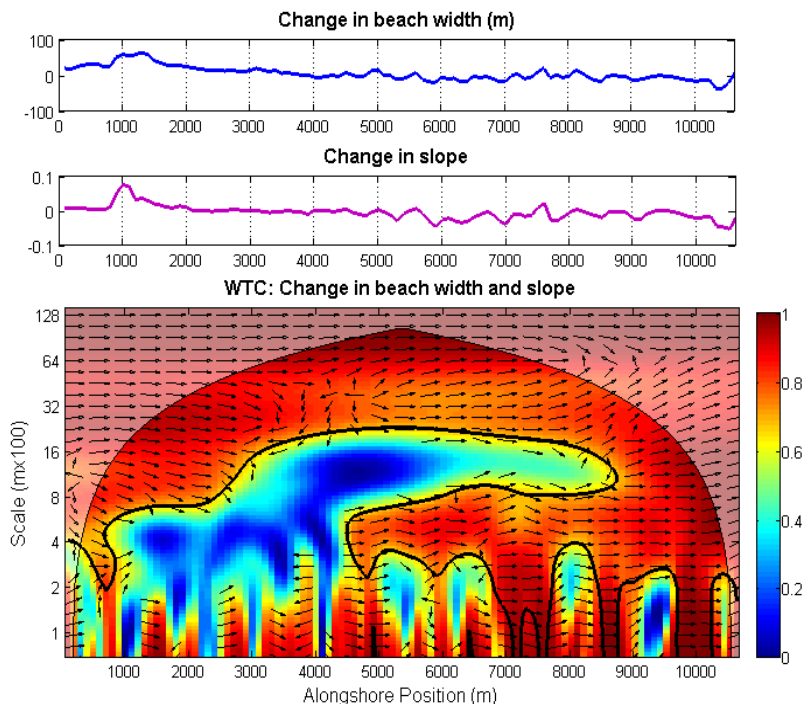 Change in beach width (m)
100
0
-100
0 1000 2000 3000 4000 5000 6000 7000 8000 9000 10000
Change in slope
0.1
0
-0.1
0 1000 2000 3000 4000 5000 6000 7000 8000 9000 10000
WTC: Change in beach width and slope
128
64
32
16
8
4
2
1
Scale (mx100)
1000 2000 3000 4000 5000 6000 7000 8000 9000 10000
Alongshore Position (m)
1
0.8
0.6
0.4
0.2
0